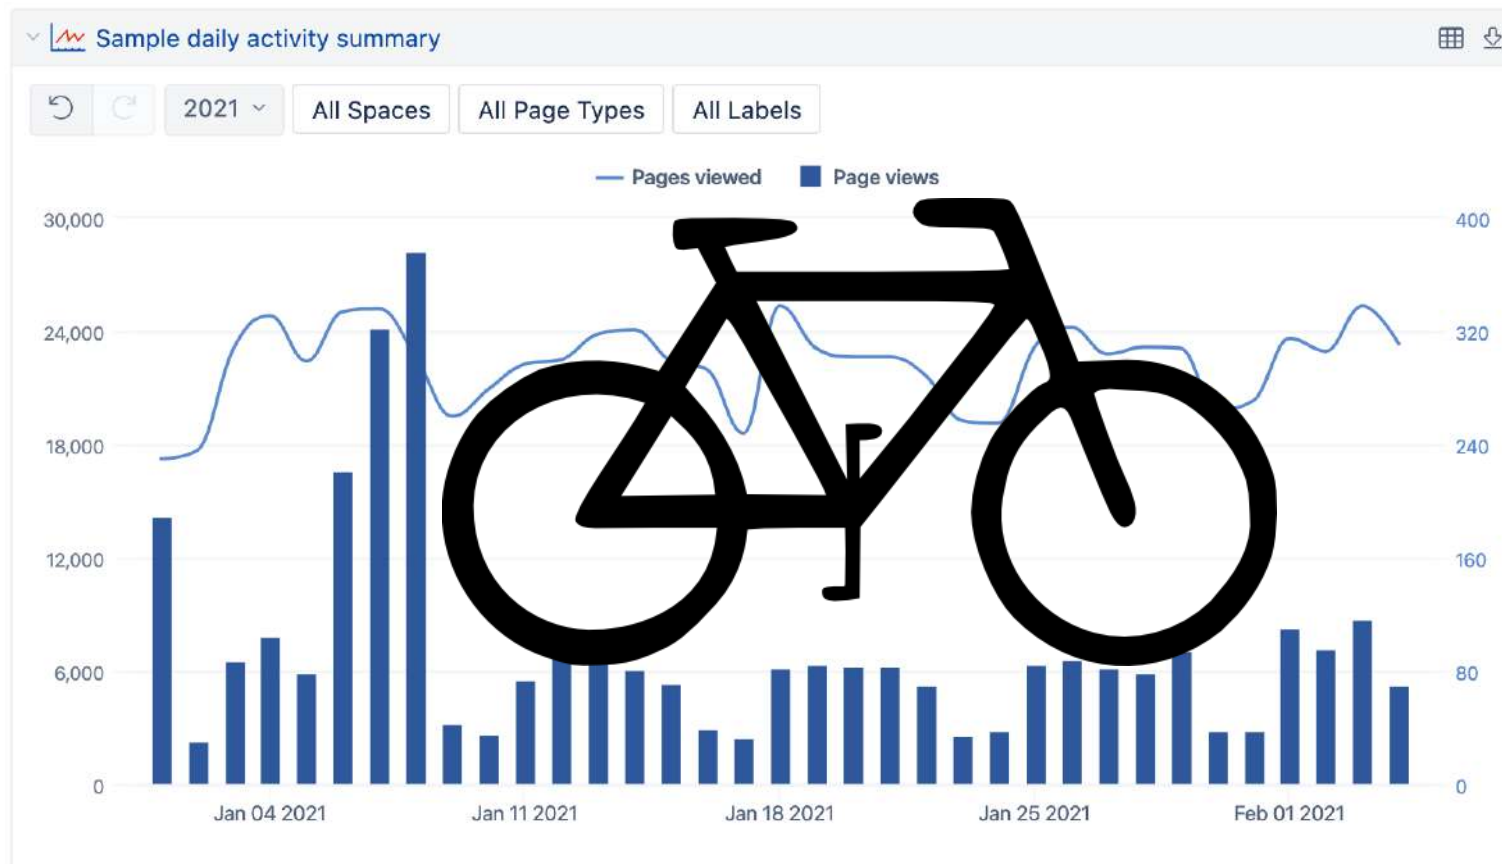 Sample daily activity summary
2021 All Spaces All Page Types All Labels
Pages viewed Page views
30,000 400
24,000 320
18,000 240
12,000 160
6,000 80
0 0
Jan 04 2021 Jan 11 2021 Jan 18 2021 Jan 25 2021 Feb 01 2021